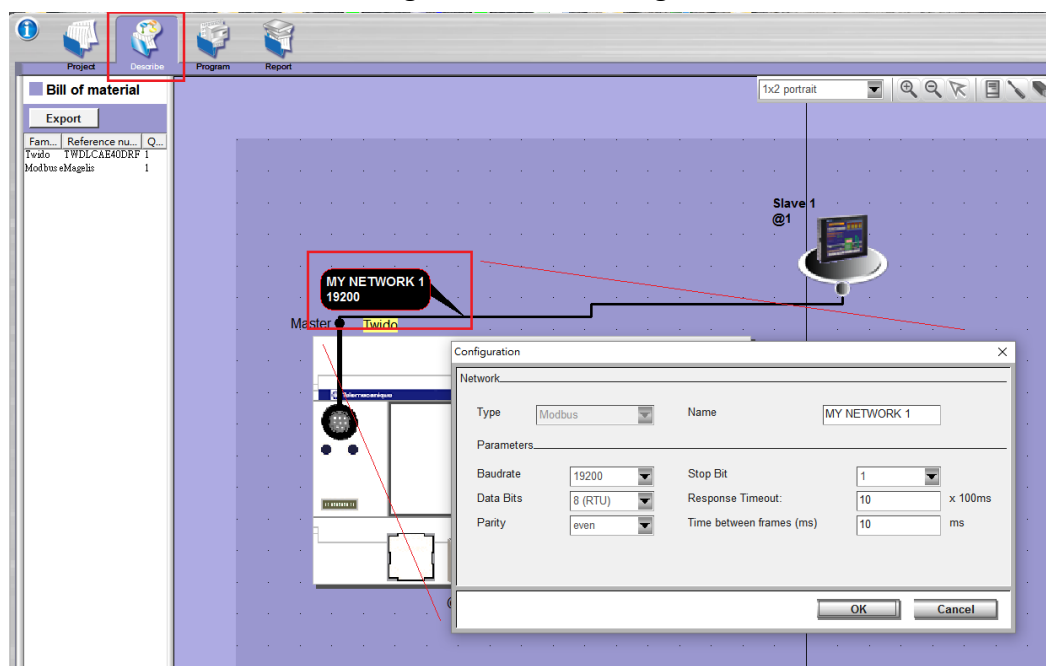 Project Describe Program Report
Bill of material
1x2 portrait
Export
Fam... Reference nu... Q...
Twido TWDLCAE40DRF 1
Modbus eMagelis 1
Slave 1
@1
MY NETWORK 1
19200
Master Twido
Telemecanique
Configuration
Network
Type Modbus Name MY NETWORK 1
Parameters
Baudrate 19200 Stop Bit 1
Data Bits 8 (RTU) Response Timeout: 10 x 100ms
Parity even Time between frames (ms) 10 ms
OK Cancel